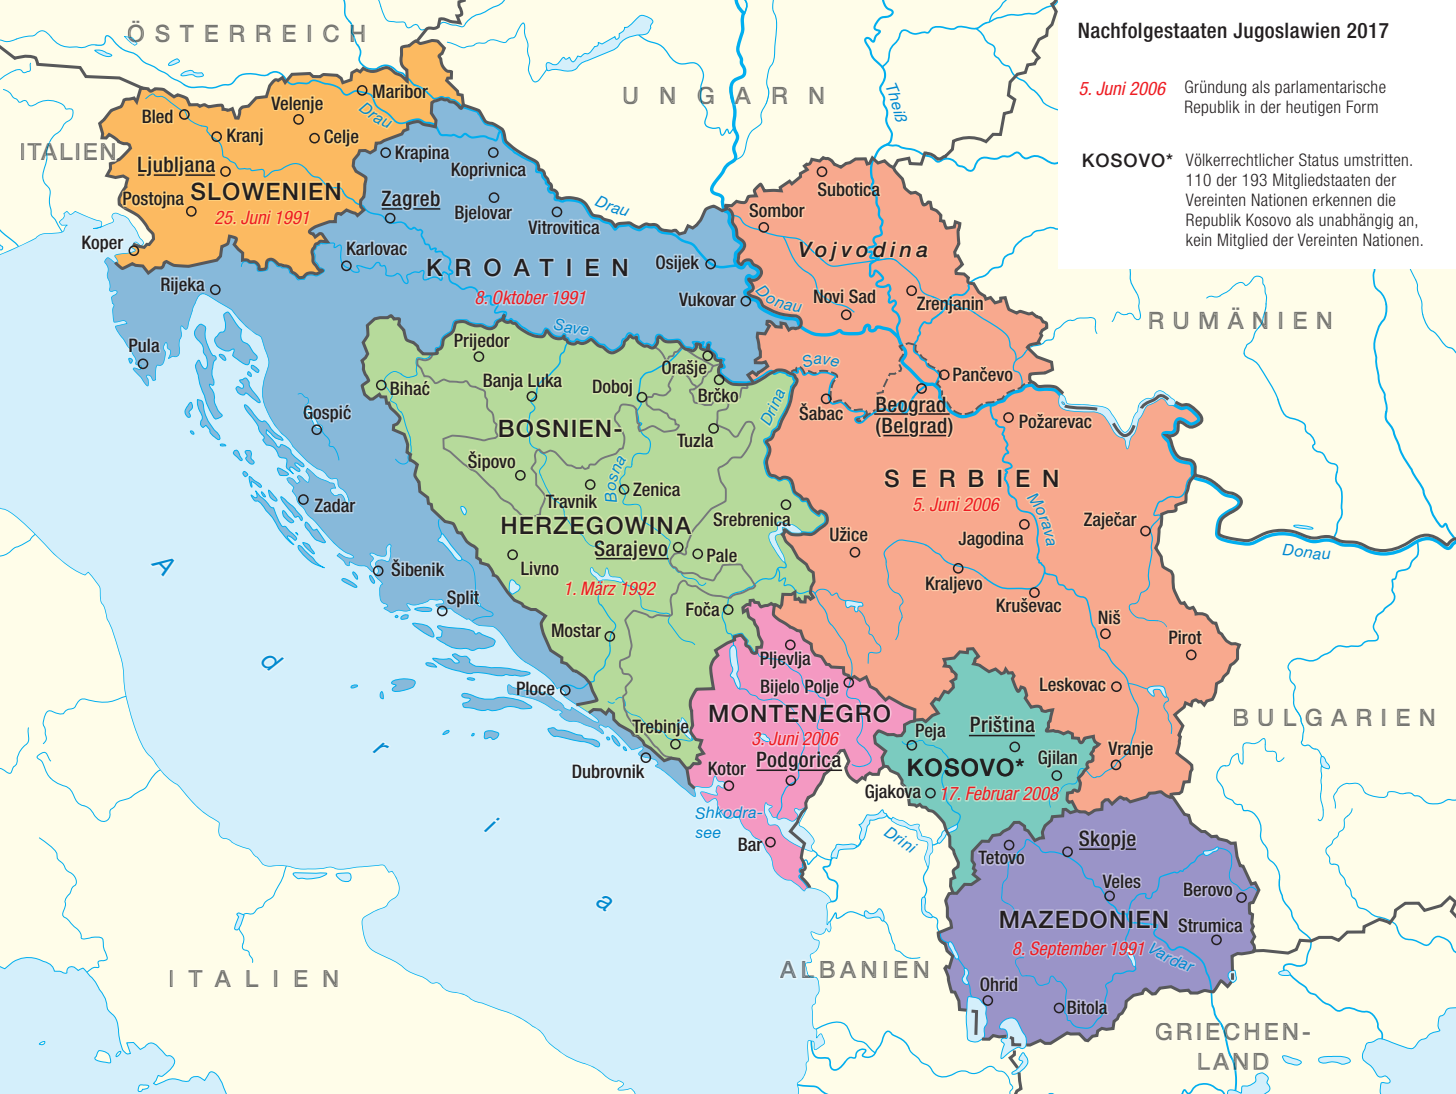 Nachfolgestaaten Jugoslawien 2017
5. Juni 2006
Gründung als parlamentarische
Republik in der heutigen Form
KOSOVO*
Völkerrechtlicher Status umstritten.
110 der 193 Mitgliedstaaten der
Vereinten Nationen erkennen die
Republik Kosovo als unabhängig an,
kein Mitglied der Vereinten Nationen.
ÖSTERREICH
UNGARN
ITALIEN
RUMÄNIEN
BULGARIEN
ITALIEN
ALBANIEN
GRIECHEN-
LAND
Adria
Theiß
Drau
Maribor
Velenje
Bled
Kranj
Celje
Ljubljana
Postojna
SLOWENIEN
25. Juni 1991
Koper
Krapina
Koprivnica
Zagreb
Bjelovar
Vitrovitica
Drau
Karlovac
KROATIEN
8. Oktober 1991
Osijek
Vukovar
Rijeka
Pula
Save
Gospić
Zadar
Šibenik
Split
Ploce
Dubrovnik
Prijedor
Bihać
Banja Luka
Doboj
Orašje
Brčko
BOSNIEN-
Tuzla
Šipovo
Bosna
Travnik
Zenica
Srebrenica
HERZEGOWINA
Sarajevo
Pale
Livno
1. März 1992
Foča
Mostar
Trebinje
Drina
Subotica
Sombor
Vojvodina
Donau
Novi Sad
Zrenjanin
Save
Pančevo
Šabac
Beograd
(Belgrad)
Požarevac
SERBIEN
5. Juni 2006
Morava
Užice
Jagodina
Zaječar
Kraljevo
Kruševac
Niš
Pirot
Leskovac
Vranje
Donau
Pljevlja
Bijelo Polje
MONTENEGRO
3. Juni 2006
Podgorica
Kotor
Shkodra-
see
Bar
Peja
Priština
Gjilan
KOSOVO*
Gjakova
17. Februar 2008
Drini
Skopje
Tetovo
Veles
Berovo
MAZEDONIEN
Strumica
8. September 1991
Vardar
Ohrid
Bitola